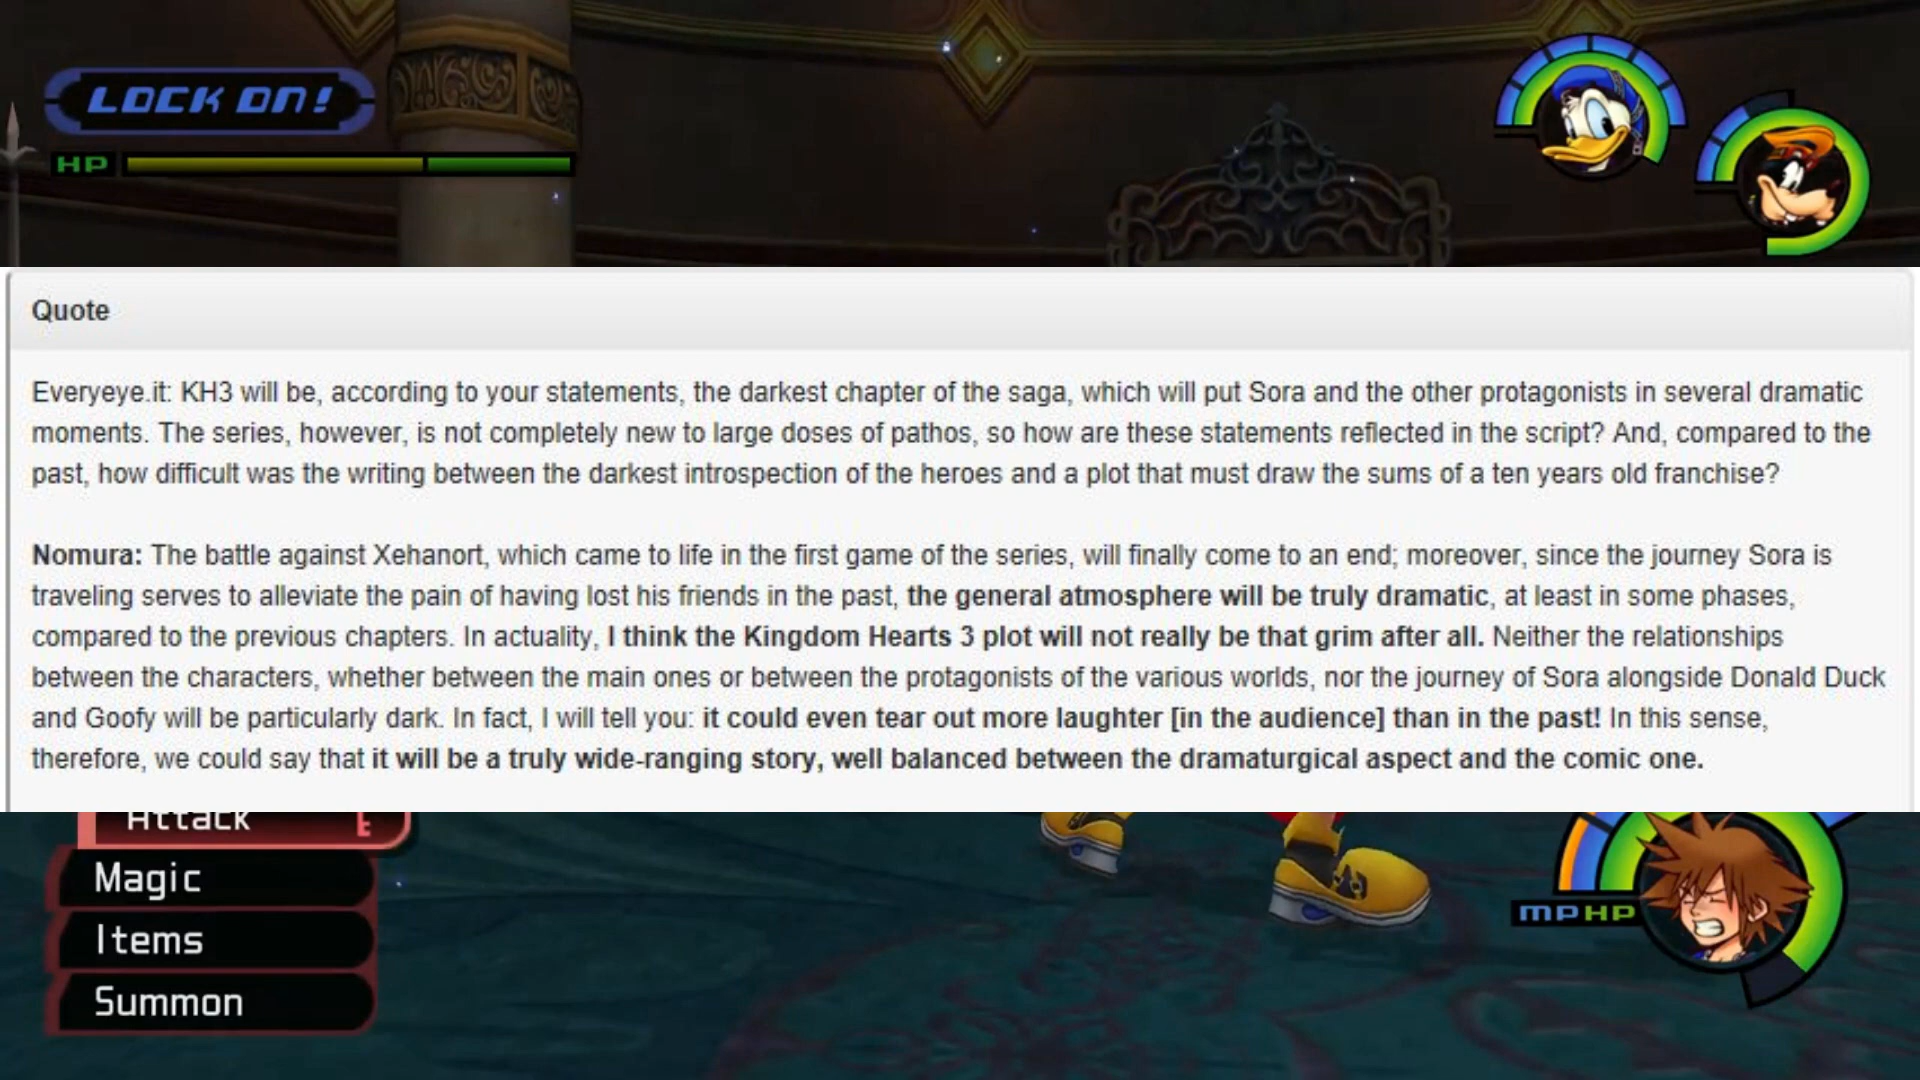 LOCK ON!
HP
Quote
Everyeye.it: KH3 will be, according to your statements, the darkest chapter of the saga, which will put Sora and the other protagonists in several dramatic
moments. The series, however, is not completely new to large doses of pathos, so how are these statements reflected in the script? And, compared to the
past, how difficult was the writing between the darkest introspection of the heroes and a plot that must draw the sums of a ten years old franchise?
Nomura: The battle against Xehanort, which came to life in the first game of the series, will finally come to an end; moreover, since the journey Sora is
traveling serves to alleviate the pain of having lost his friends in the past, the general atmosphere will be truly dramatic, at least in some phases,
compared to the previous chapters. In actuality, I think the Kingdom Hearts 3 plot will not really be that grim after all. Neither the relationships
between the characters, whether between the main ones or between the protagonists of the various worlds, nor the journey of Sora alongside Donald Duck
and Goofy will be particularly dark. In fact, I will tell you: it could even tear out more laughter [in the audience] than in the past! In this sense,
therefore, we could say that it will be a truly wide-ranging story, well balanced between the dramaturgical aspect and the comic one.
Attack
Magic
Items
Summon
MP HP